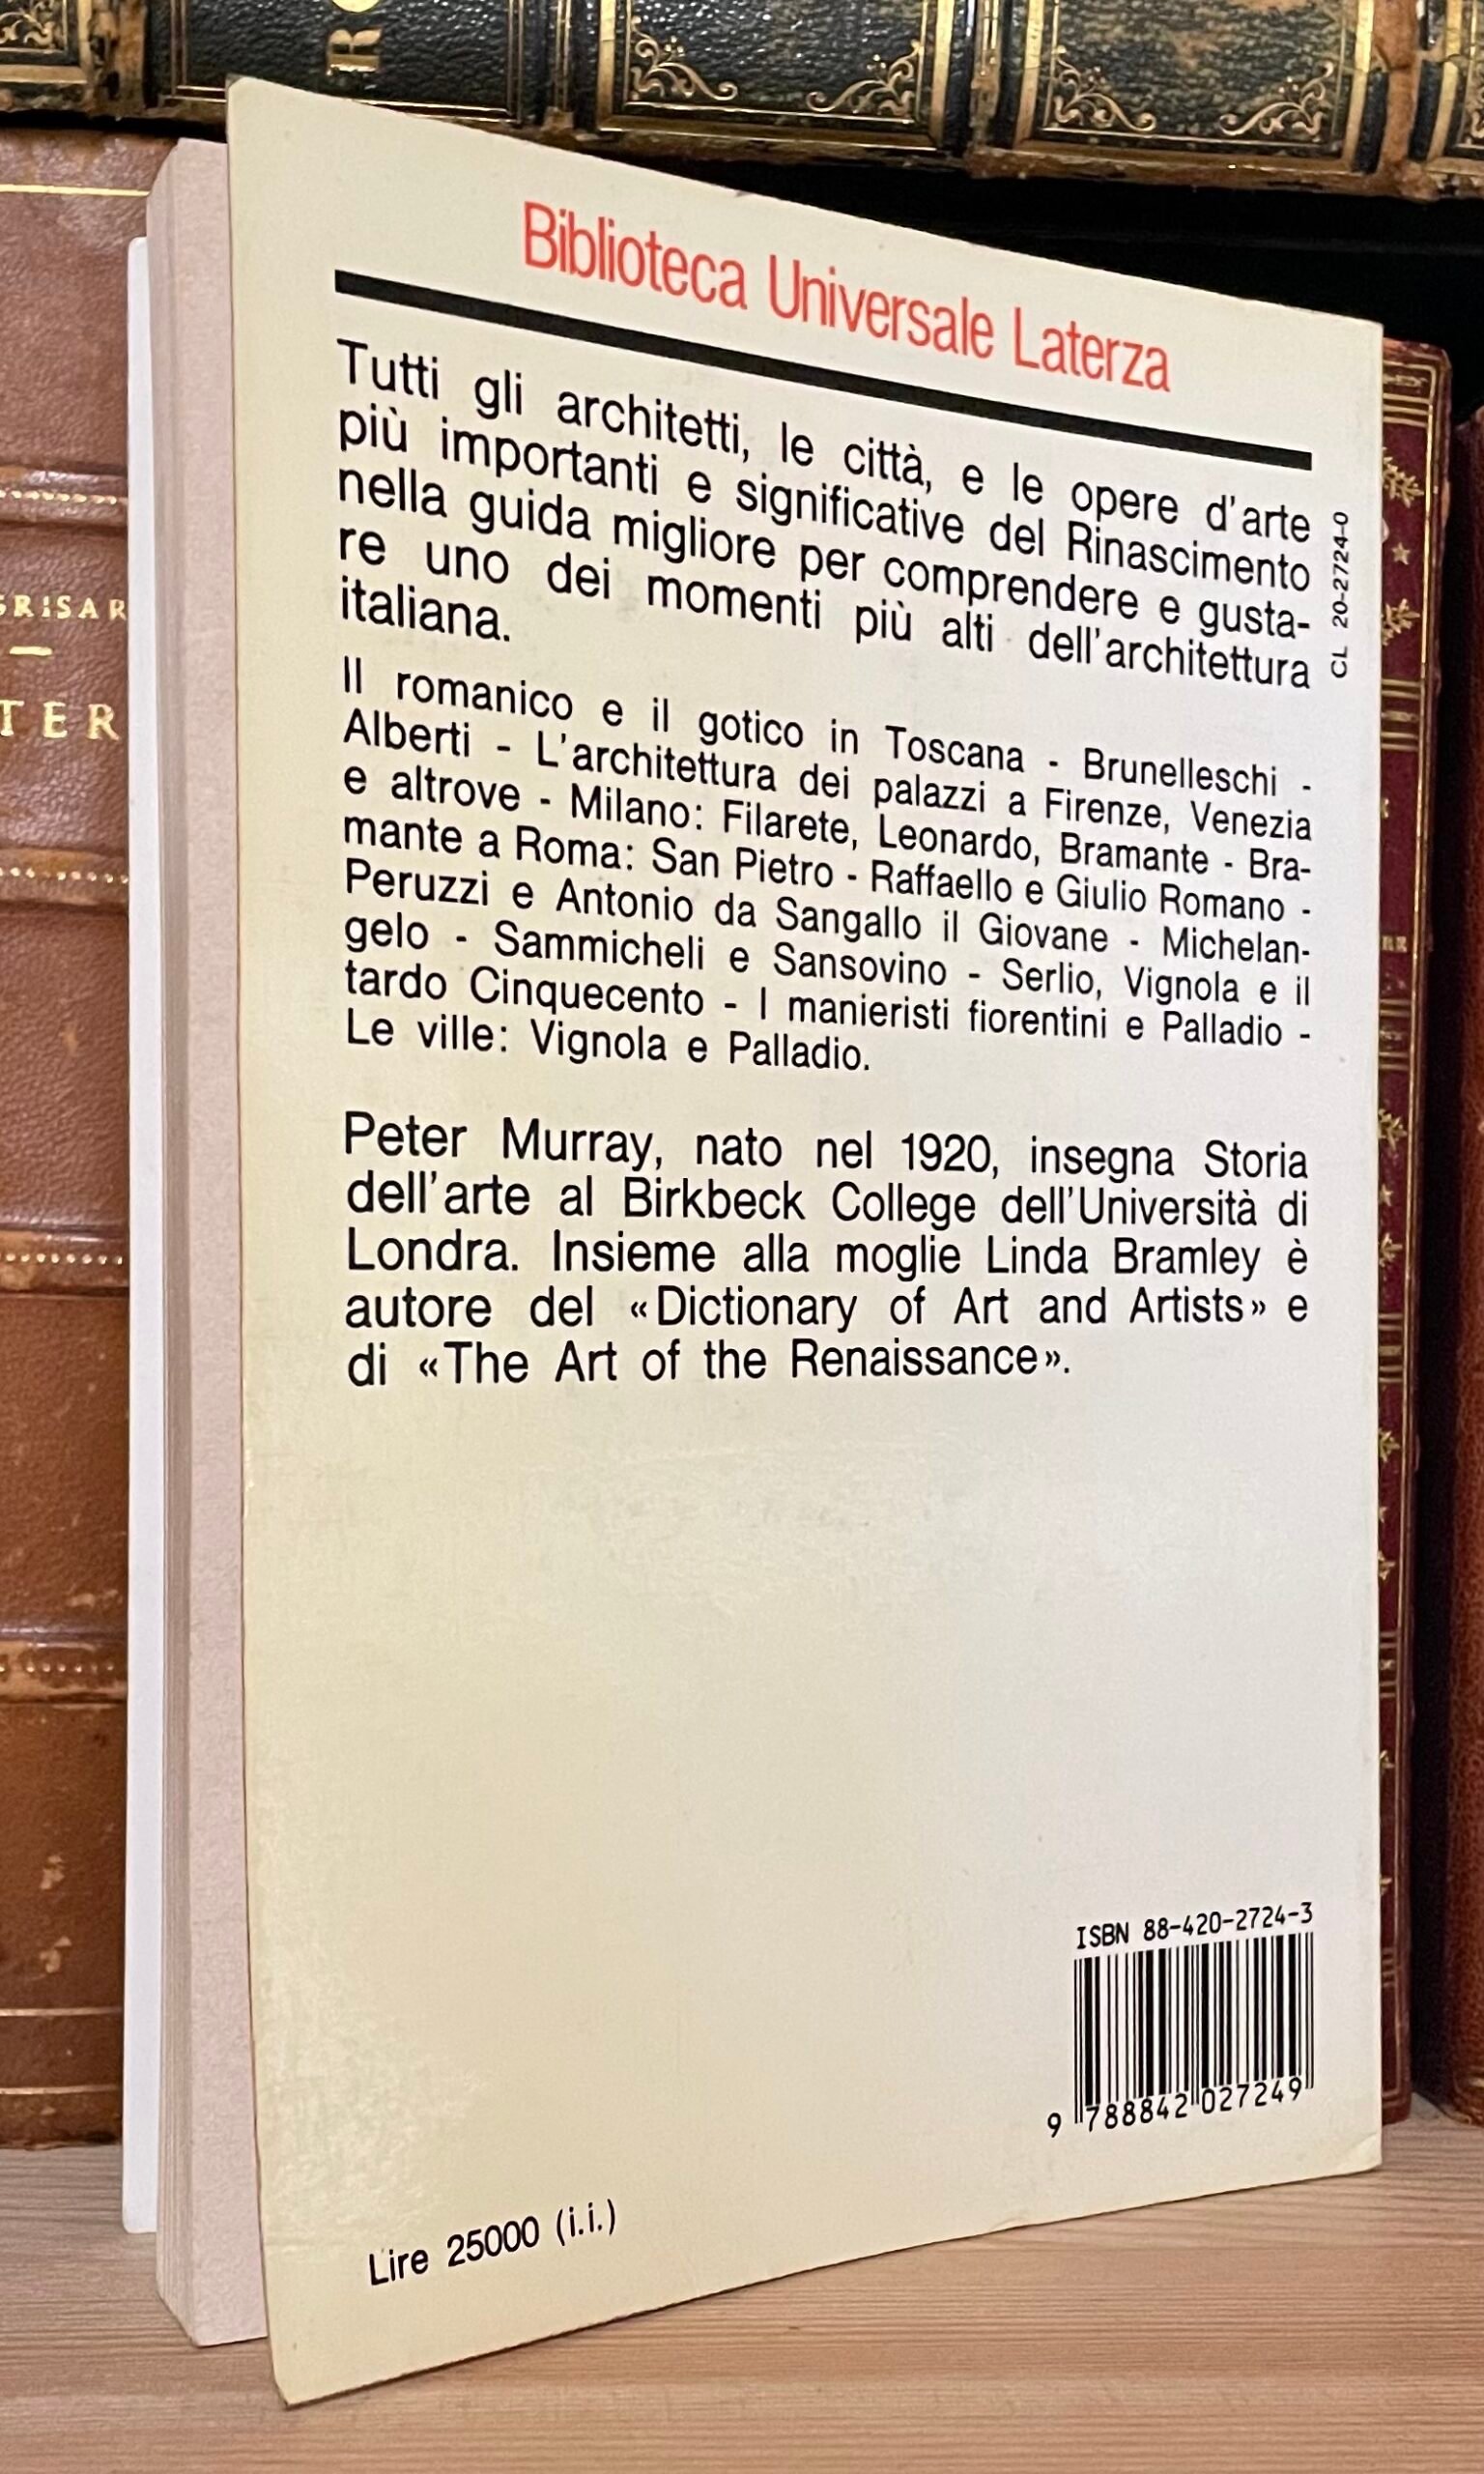 R
GRISAR
TER
Biblioteca Universale Laterza
Tutti gli architetti, le città, e le opere d'arte
più importanti e significative del Rinascimento
nella guida migliore per comprendere e gusta-
re uno dei momenti più alti dell'architettura
italiana.
CL 20-2724-0
Il romanico e il gotico in Toscana - Brunelleschi -
Alberti - L'architettura dei palazzi a Firenze, Venezia
e altrove - Milano: Filarete, Leonardo, Bramante - Bra-
mante a Roma: San Pietro - Raffaello e Giulio Romano -
Peruzzi e Antonio da Sangallo il Giovane - Michelan-
gelo - Sammicheli e Sansovino - Serlio, Vignola e il
tardo Cinquecento - I manieristi fiorentini e Palladio -
Le ville: Vignola e Palladio.
Peter Murray, nato nel 1920, insegna Storia
dell'arte al Birkbeck College dell'Università di
Londra. Insieme alla moglie Linda Bramley è
autore del «Dictionary of Art and Artists» e
di «The Art of the Renaissance».
ISBN 88-420-2724-3
9 788842 027249
Lire 25000 (i.i.)